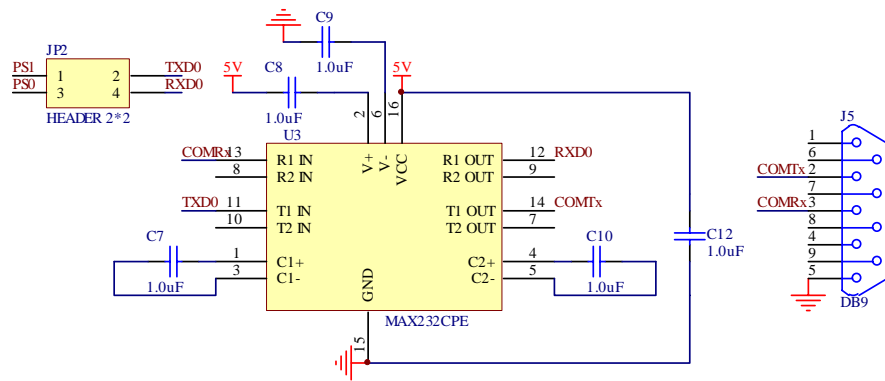 C9
1.0uF
JP2
PS1 1 2 TXD0
PS0 3 4 RXD0
HEADER 2*2
C8
5V
1.0uF
5V
2
6
16
U3
V+
V-
VCC
COMRx 13 R1 IN
8 R2 IN
TXD0 11 T1 IN
10 T2 IN
1 C1+
3 C1-
C7
1.0uF
R1 OUT 12 RXD0
R2 OUT 9
T1 OUT 14 COMTx
T2 OUT 7
C2+ 4
C2- 5
C10
1.0uF
GND
15
MAX232CPE
C12
1.0uF
J5
1
6
COMTx 2
7
COMRx 3
8
4
9
5
DB9